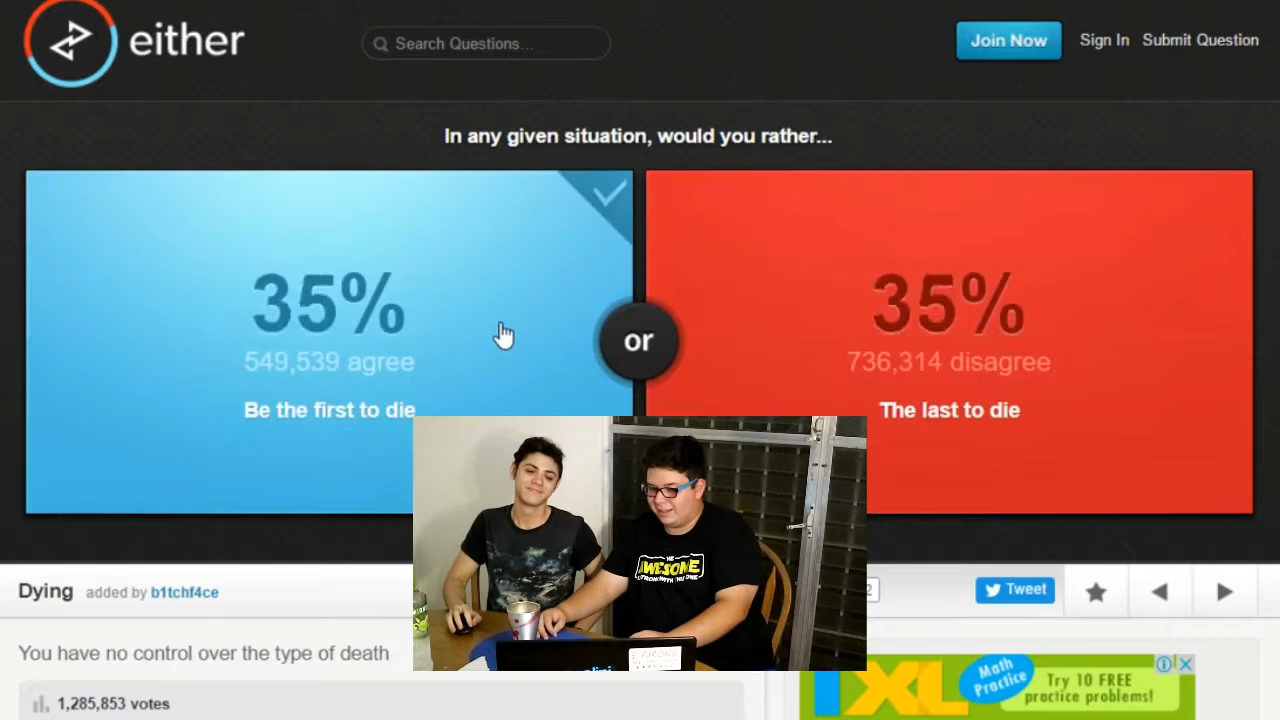 either
Search Questions...
Join Now
Sign In
Submit Question
In any given situation, would you rather...
35%
549,539 agree
Be the first to die
or
35%
736,314 disagree
The last to die
AWESOME
Dying added by b1tchf4ce
2
Tweet
You have no control over the type of death
1,285,853 votes
IXL
Math
Practice
Try 10 FREE
practice problems!